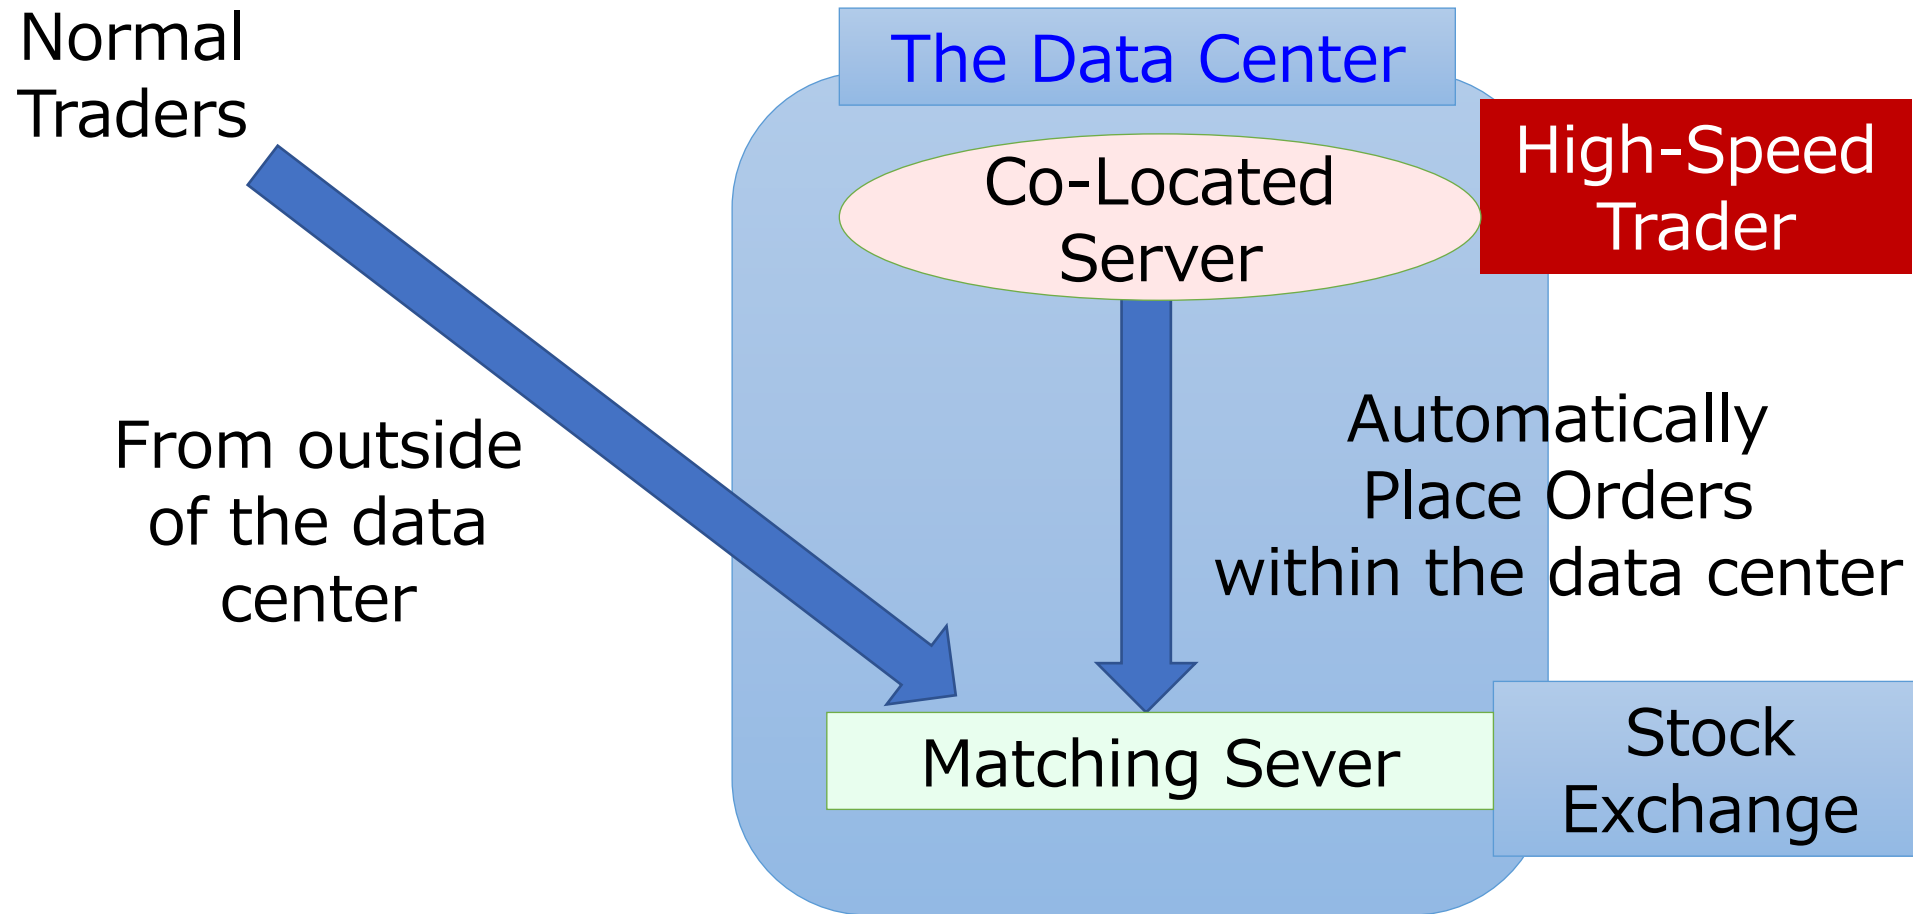 Normal
Traders
The Data Center
Co-Located
Server
High-Speed
Trader
From outside
of the data
center
Automatically
Place Orders
within the data center
Matching Sever
Stock
Exchange